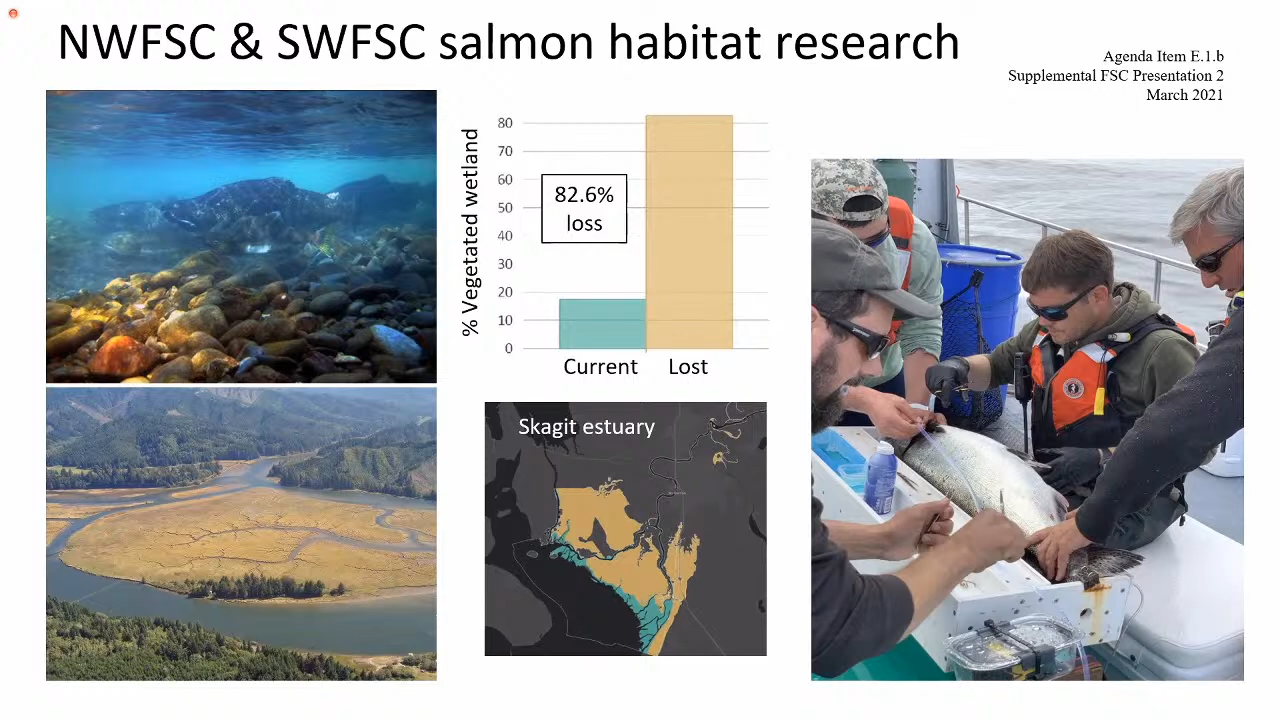 NWFSC & SWFSC salmon habitat research
Agenda Item E.1.b
Supplemental FSC Presentation 2
March 2021
% Vegetated wetland
80
70
60
50
40
30
20
10
0
82.6%
loss
Current Lost
Skagit estuary